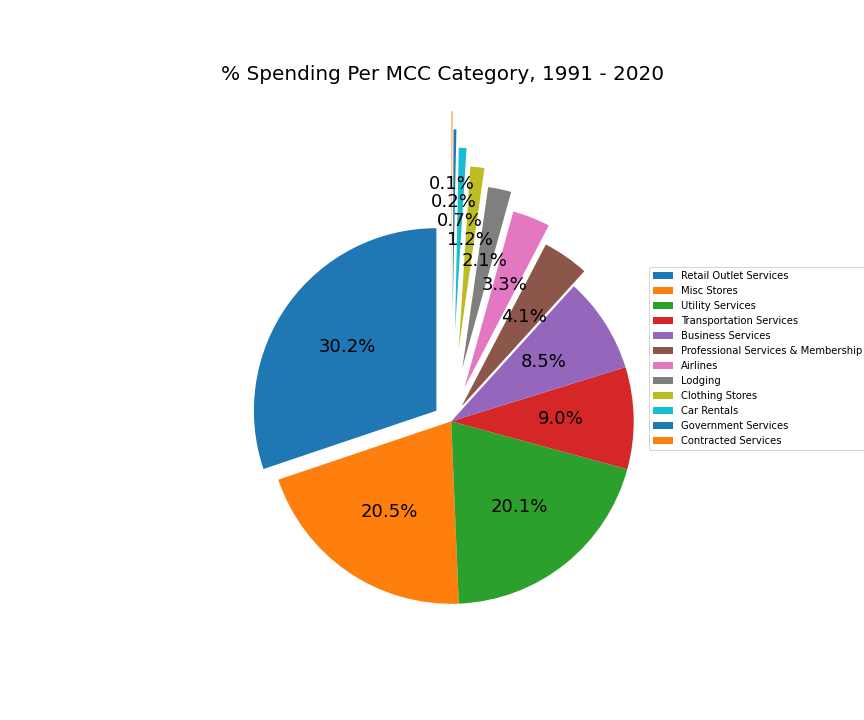 % Spending Per MCC Category, 1991 - 2020
0.1%
0.2%
0.7%
1.2%
2.1%
3.3%
4.1%
30.2%
8.5%
9.0%
20.5%
20.1%
Retail Outlet Services
Misc Stores
Utility Services
Transportation Services
Business Services
Professional Services & Membership
Airlines
Lodging
Clothing Stores
Car Rentals
Government Services
Contracted Services